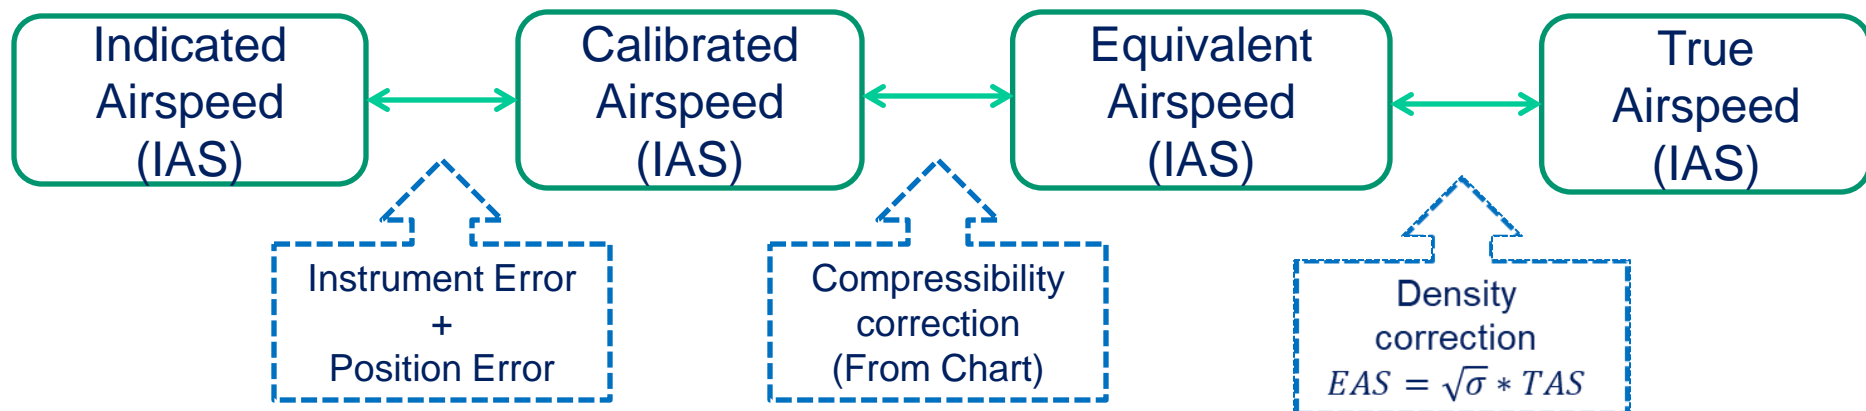 Indicated
Airspeed
(IAS)
Calibrated
Airspeed
(IAS)
Equivalent
Airspeed
(IAS)
True
Airspeed
(IAS)
Instrument Error
+
Position Error
Compressibility
correction
(From Chart)
Density
correction
EAS = √σ * TAS